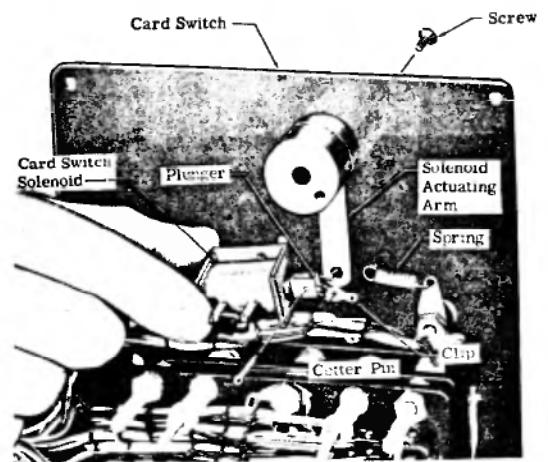 Card Switch
Screw
Card Switch
Solenoid
Plunger
Solenoid
Actuating
Arm
Spring
Clip
Cotter Pin